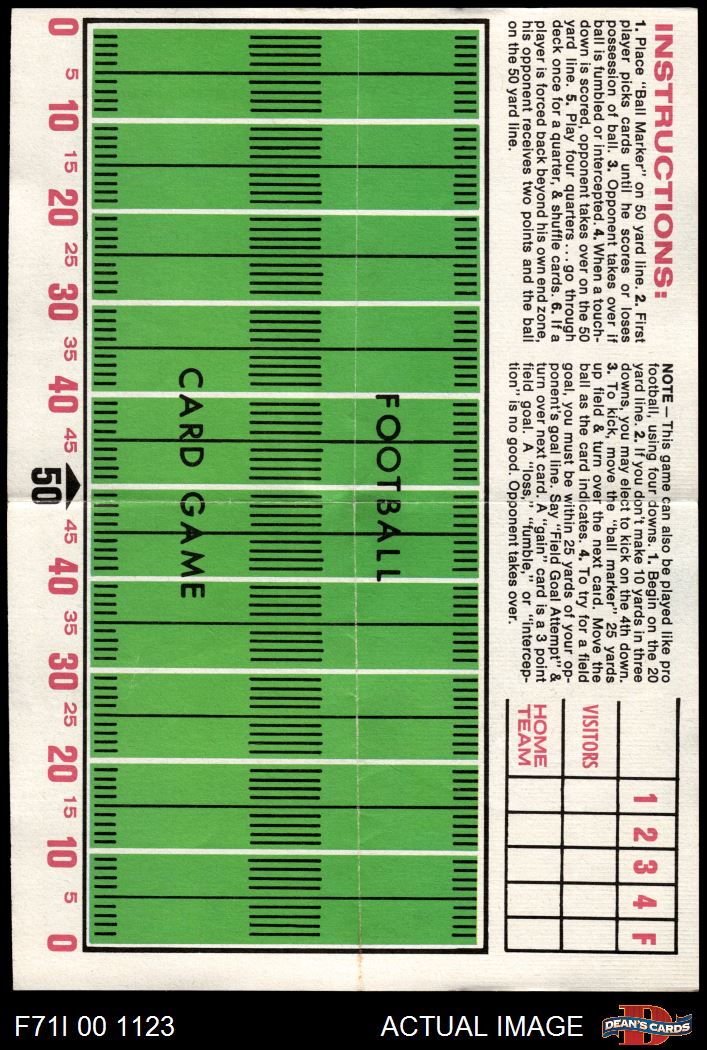 INSTRUCTIONS:
1. Place "Ball Marker" on 50 yard line. 2. First
player picks cards until he scores or loses
possession of ball. 3. Opponent takes over if
ball is fumbled or intercepted. 4. When a touch-
down is scored, opponent takes over on the 50
yard line. 5. Play four quarters ... go through
deck once for a quarter, & shuffle cards. 6. If a
player is forced back beyond his own end zone,
his opponent receives two points and the ball
on the 50 yard line.
NOTE — This game can also be played like pro
football, using four downs. 1. Begin on the 20
yard line. 2. If you don't make 10 yards in three
downs, you may elect to kick on the 4th down.
3. To kick, move the "ball marker" 25 yards
up field & turn over the next card. Move the
ball as the card indicates. 4. To try for a field
goal, you must be within 25 yards of your op-
ponent's goal line. Say "Field Goal Attempt" &
turn over next card. A "gain" card is a 3 point
field goal. A "loss," "fumble," or "intercep-
tion" is no good. Opponent takes over.
1 2 3 4 F
VISITORS
HOME
TEAM
FOOTBALL
CARD GAME
0 5 10 15 20 25 30 35 40 45 50 45 40 35 30 25 20 15 10 5 0
F71I 00 1123
ACTUAL IMAGE
D
DEAN'S CARDS